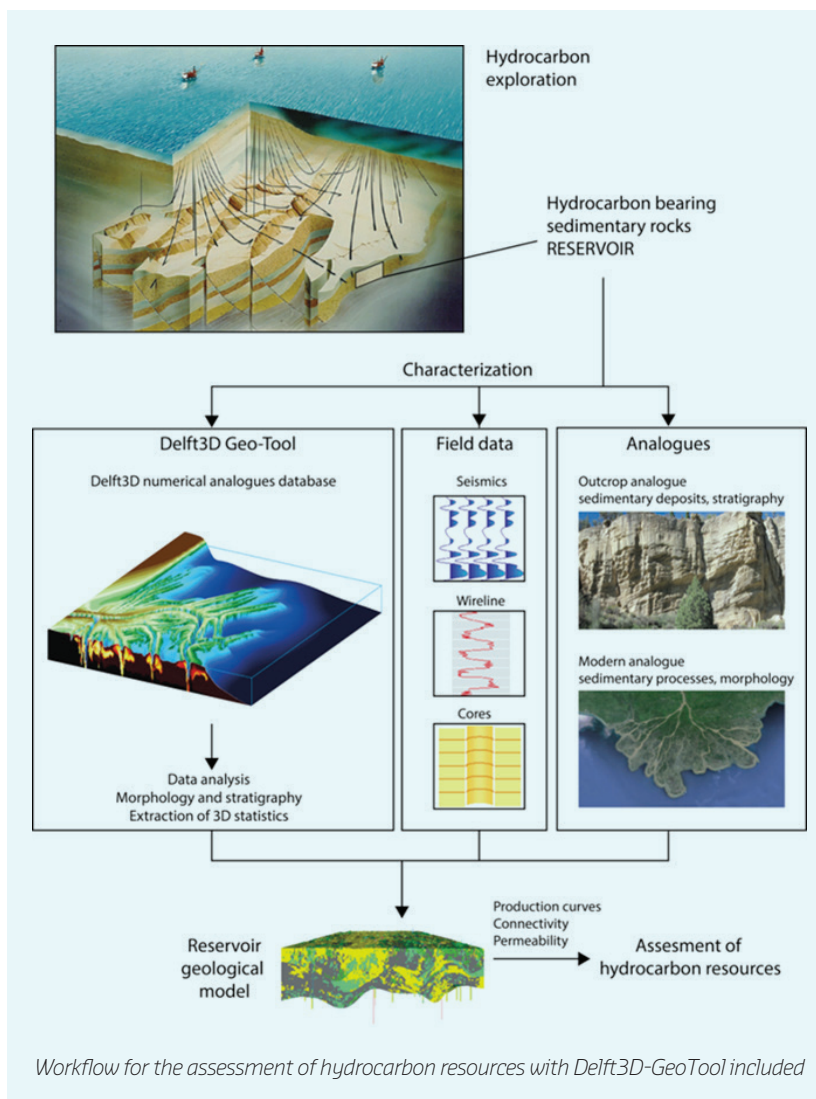 Hydrocarbon
exploration
Hydrocarbon bearing
sedimentary rocks
RESERVOIR
Characterization
Delft3D Geo-Tool
Delft3D numerical analogues database
Data analysis
Morphology and stratigraphy
Extraction of 3D statistics
Field data
Seismics
Wireline
Cores
Analogues
Outcrop analogue
sedimentary deposits, stratigraphy
Modern analogue
sedimentary processes, morphology
Reservoir
geological
model
Production curves
Connectivity
Permeability
Assesment of
hydrocarbon resources
Workflow for the assessment of hydrocarbon resources with Delft3D-GeoTool included